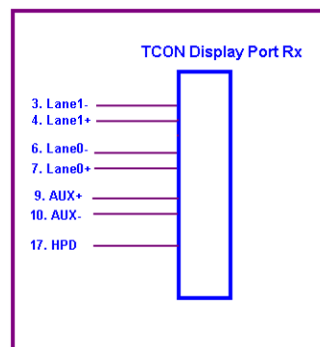 TCON Display Port Rx
3. Lane1-
4. Lane1+
6. Lane0-
7. Lane0+
9. AUX+
10. AUX-
17. HPD